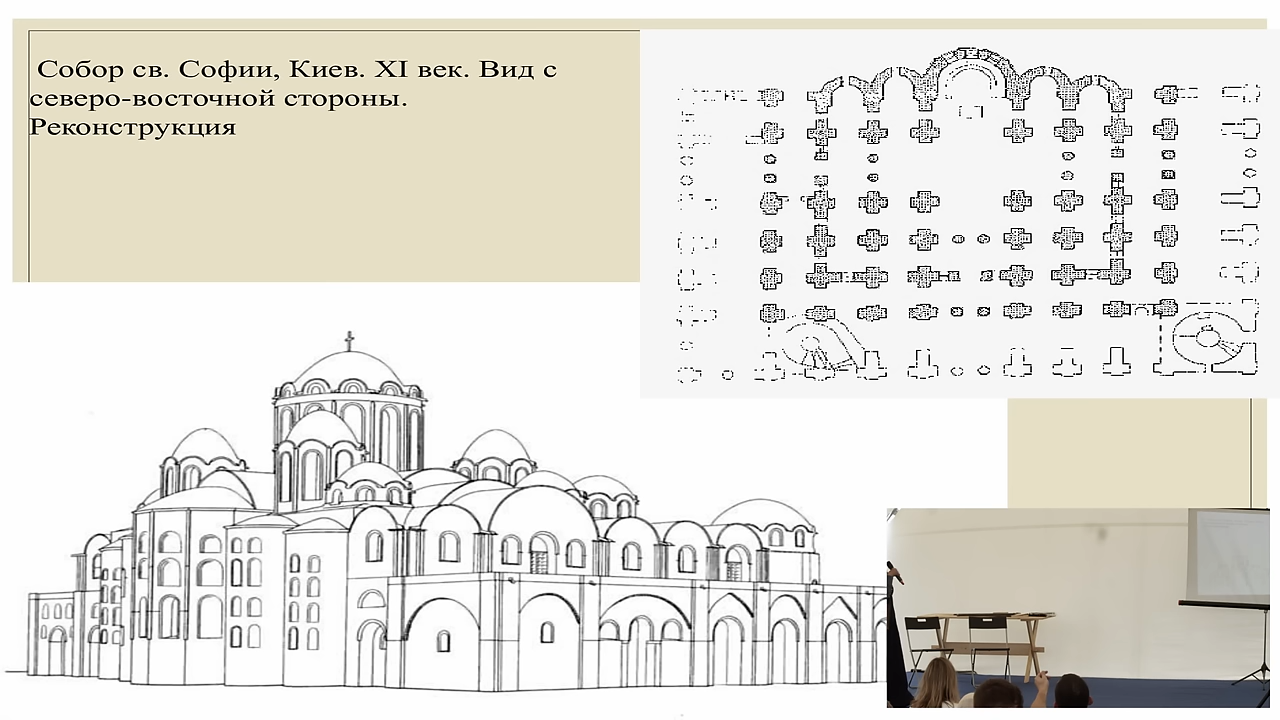 Собор св. Софии, Киев. XI век. Вид с
северо-восточной стороны.
Реконструкция